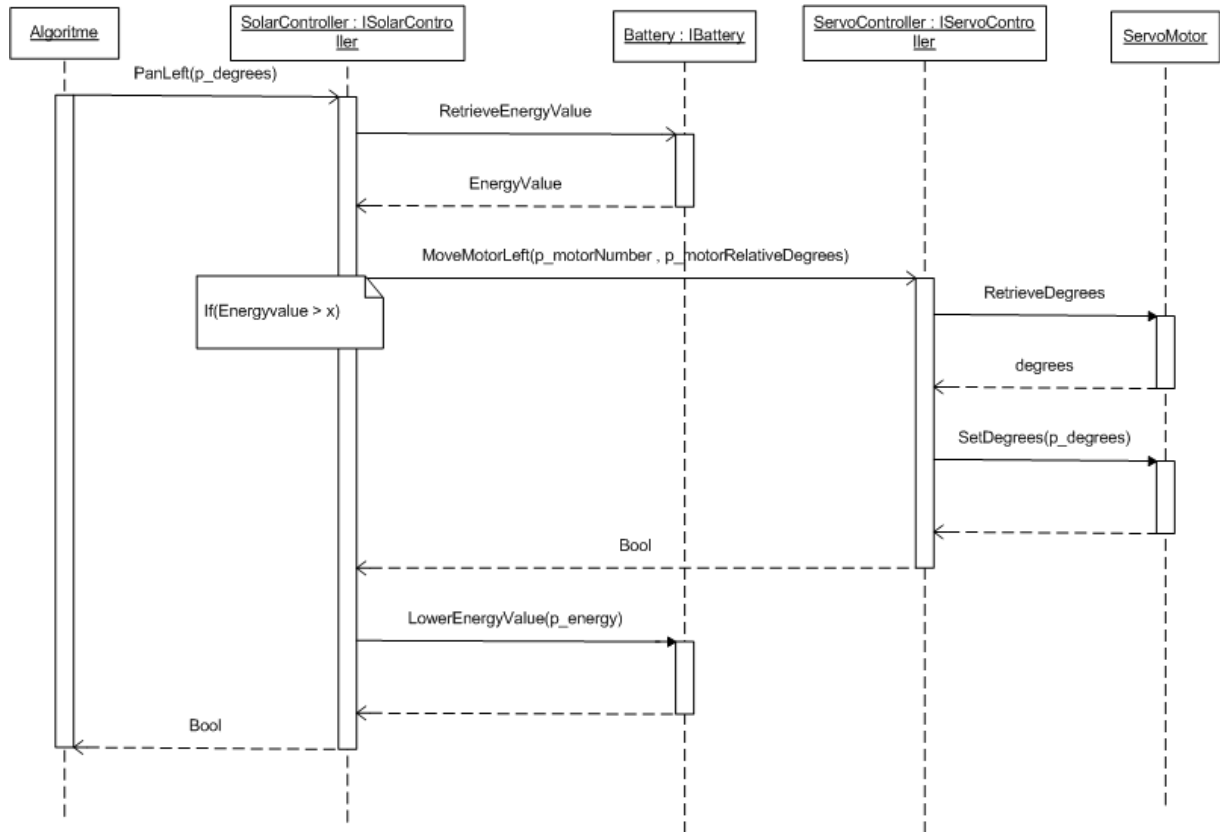 Algoritme
SolarController : ISolarContro
ller
Battery : IBattery
ServoController : IServoContro
ller
ServoMotor
PanLeft(p_degrees)
RetrieveEnergyValue
EnergyValue
MoveMotorLeft(p_motorNumber , p_motorRelativeDegrees)
If(Energyvalue > x)
RetrieveDegrees
degrees
SetDegrees(p_degrees)
Bool
LowerEnergyValue(p_energy)
Bool